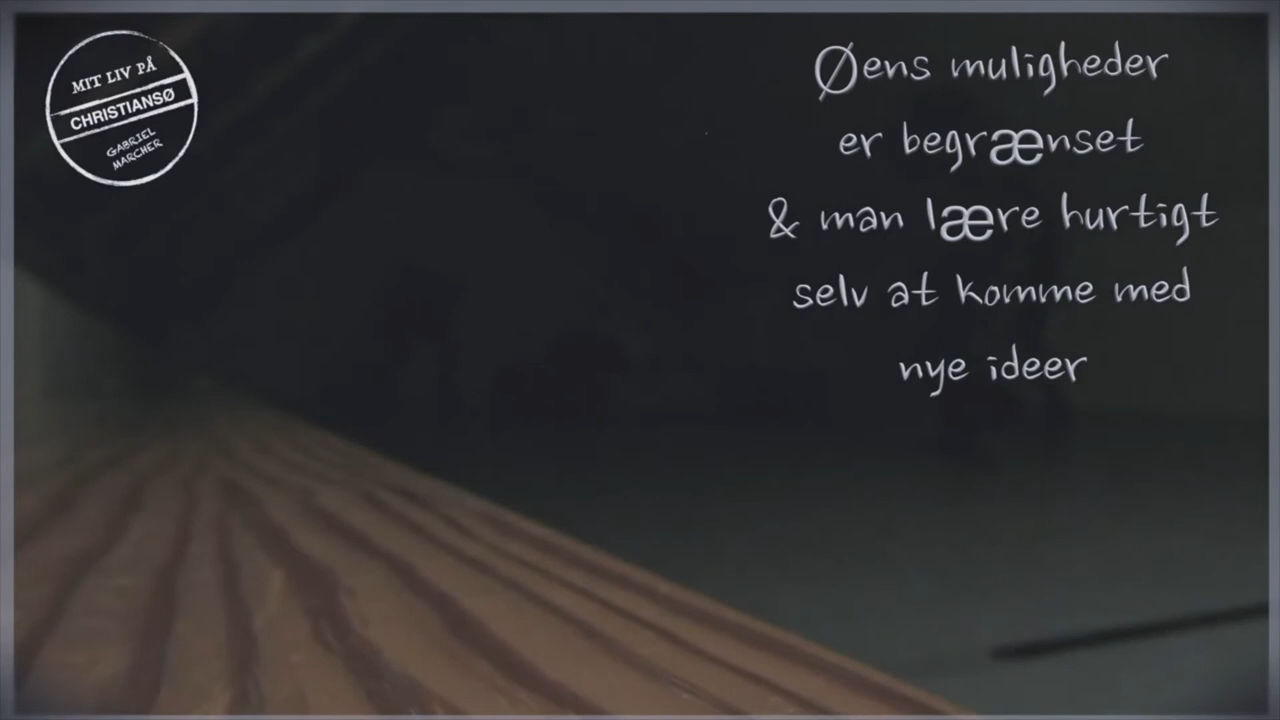 MIT LIV PÅ
CHRISTIANSØ
GABRIEL
MARCHER
Øens muligheder
er begrænset
& man lære hurtigt
selv at komme med
nye ideer